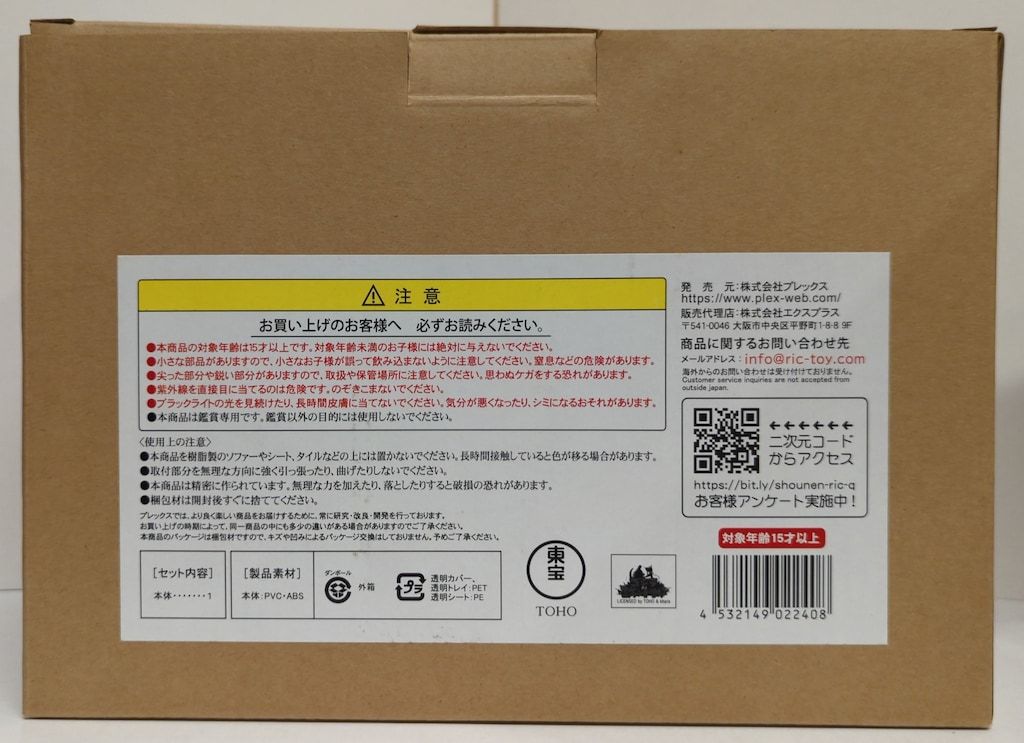 ⚠ 注意
お買い上げのお客様へ 必ずお読みください。
●本商品の対象年齢は15才以上です。対象年齢未満のお子様には絶対に与えないでください。
●小さな部品がありますので、小さなお子様が誤って飲み込まないように注意してください。窒息などの危険があります。
●尖った部分や鋭い部分がありますので、取扱や保管場所に注意してください。思わぬケガをする恐れがあります。
●紫外線を直接目に当てるのは危険です。のぞきこまないでください。
●ブラックライトの光を見続けたり、長時間皮膚に当てないでください。気分が悪くなったり、シミになるおそれがあります。
●本商品は鑑賞専用です。鑑賞以外の目的には使用しないでください。
〈使用上の注意〉
●本商品を樹脂製のソファーやシート、タイルなどの上には置かないでください。長時間接触していると色が移る場合があります。
●取付部分を無理な方向に強く引っ張ったり、曲げたりしないでください。
●本商品は精密に作られています。無理な力を加えたり、落としたりすると破損の恐れがあります。
●梱包材は開封後すぐに捨ててください。
プレックスでは、より良く楽しい商品をお届けするために、常に研究・改良・開発を行っております。
お買い上げの時期によって、同一商品の中にも多少の違いがある場合がありますのでご了承ください。
本商品のパッケージは梱包材ですので、キズや凹みによるパッケージ交換はしておりません。予めご了承ください。
[セット内容]
本体・・・・・・・1
[製品素材]
本体:PVC・ABS
ダンボール
外箱
プラ
透明カバー、
透明トレイ:PET
透明シート:PE
東宝
TOHO
LICENSED by TOHO & Maris
発売元:株式会社プレックス
https://www.plex-web.com/
販売代理店:株式会社エクスプラス
〒541-0046 大阪市中央区平野町1-8-8 9F
商品に関するお問い合わせ先
メールアドレス:info@ric-toy.com
海外からのお問い合わせは受け付けておりません。
Customer service inquiries are not accepted from
outside japan.
←←←←←←
二次元コード
からアクセス
https://bit.ly/shounen-ric-q
お客様アンケート実施中!
対象年齢15才以上
4 532149 022408